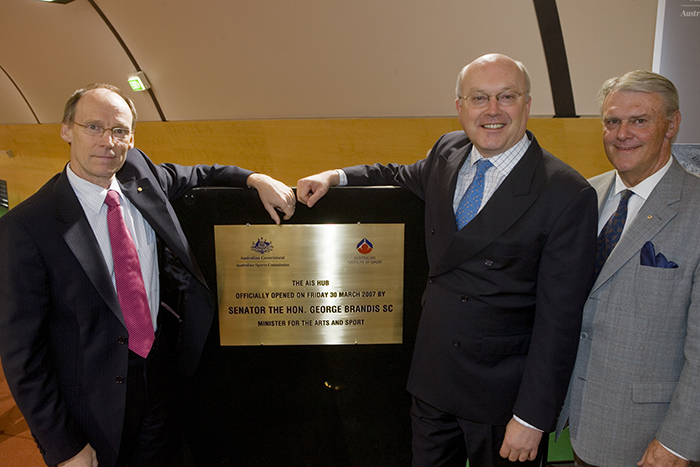 Australian Government
Australian Sports Commission
AUSTRALIAN
INSTITUTE OF SPORT
THE AIS HUB
OFFICIALLY OPENED ON FRIDAY 30 MARCH 2007 BY
SENATOR THE HON. GEORGE BRANDIS SC
MINISTER FOR THE ARTS AND SPORT